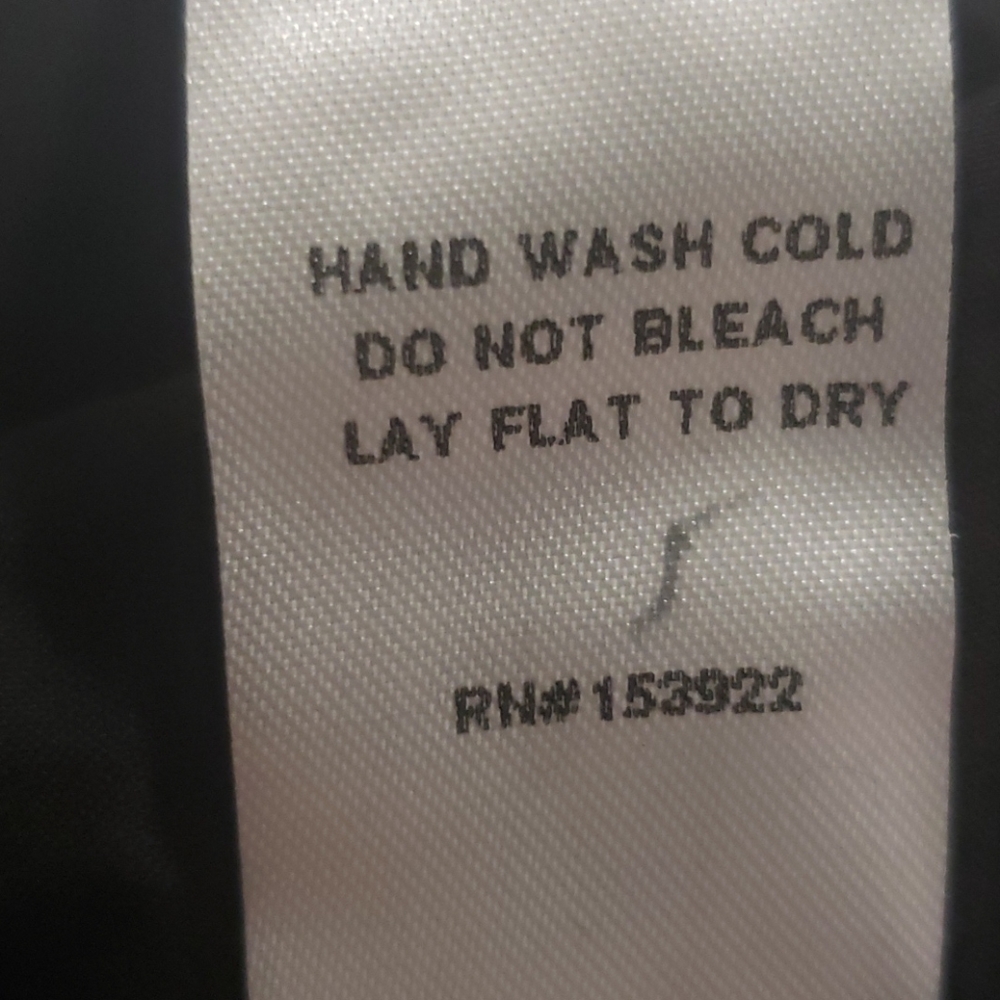 HAND WASH COLD
DO NOT BLEACH
LAY FLAT TO DRY
RN#153922